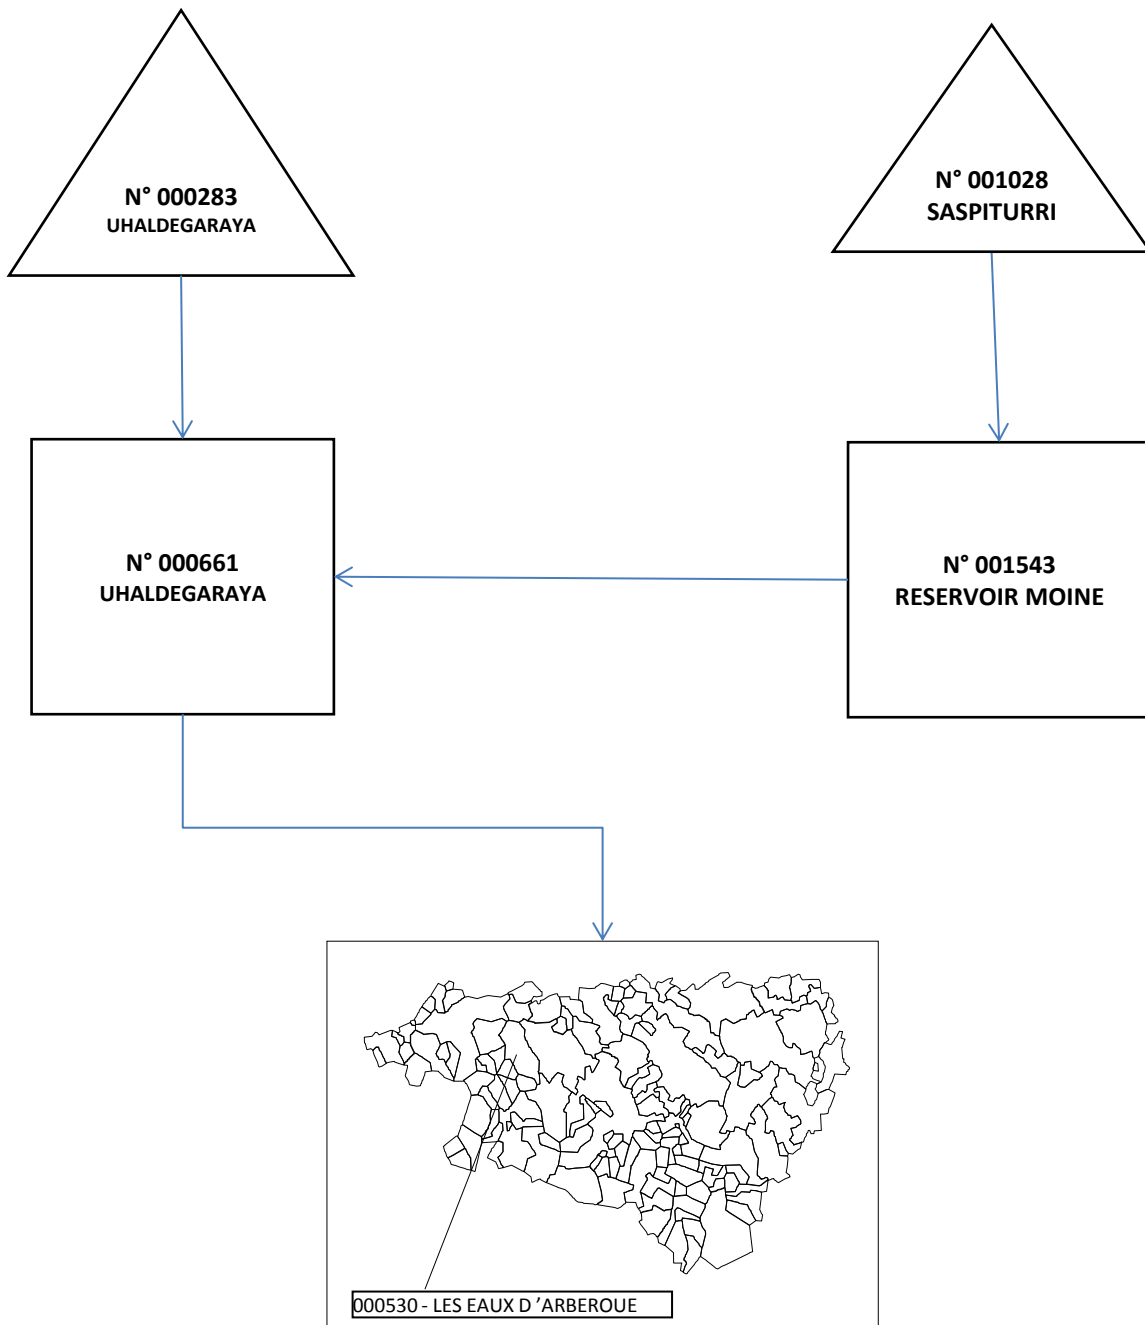 N° 000283
UHALDEGARAYA
N° 001028
SASPITURRI
N° 000661
UHALDEGARAYA
N° 001543
RESERVOIR MOINE
000530 - LES EAUX D 'ARBEROUE